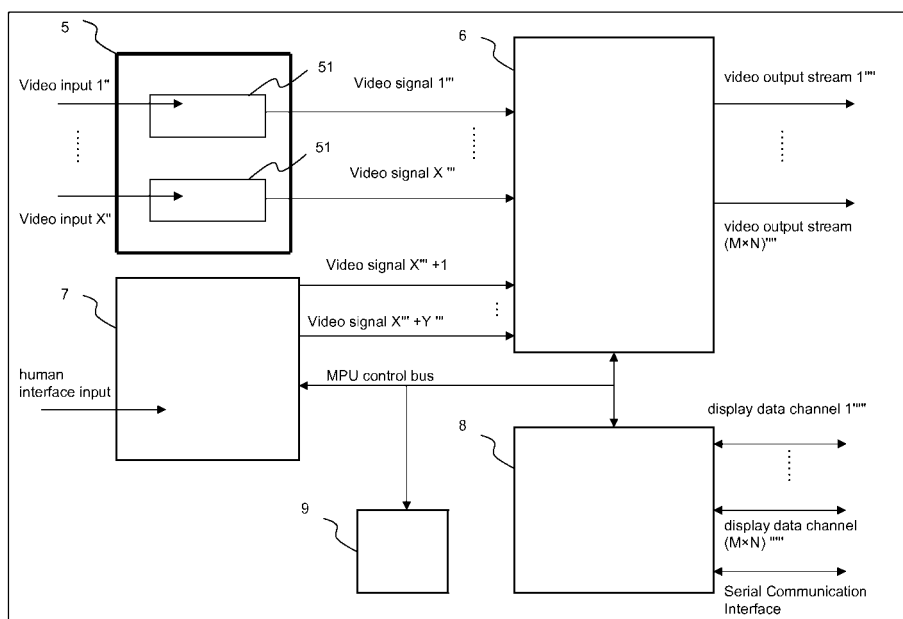 5
6
51
Video input 1"
Video signal 1'"
video output stream 1""
51
Video signal X '"
Video input X"
video output stream
(M×N)""
7
Video signal X'" +1
Video signal X'" +Y '"
human
interface input
MPU control bus
8
display data channel 1'""
9
display data channel
(M×N) '""
Serial Communication
Interface